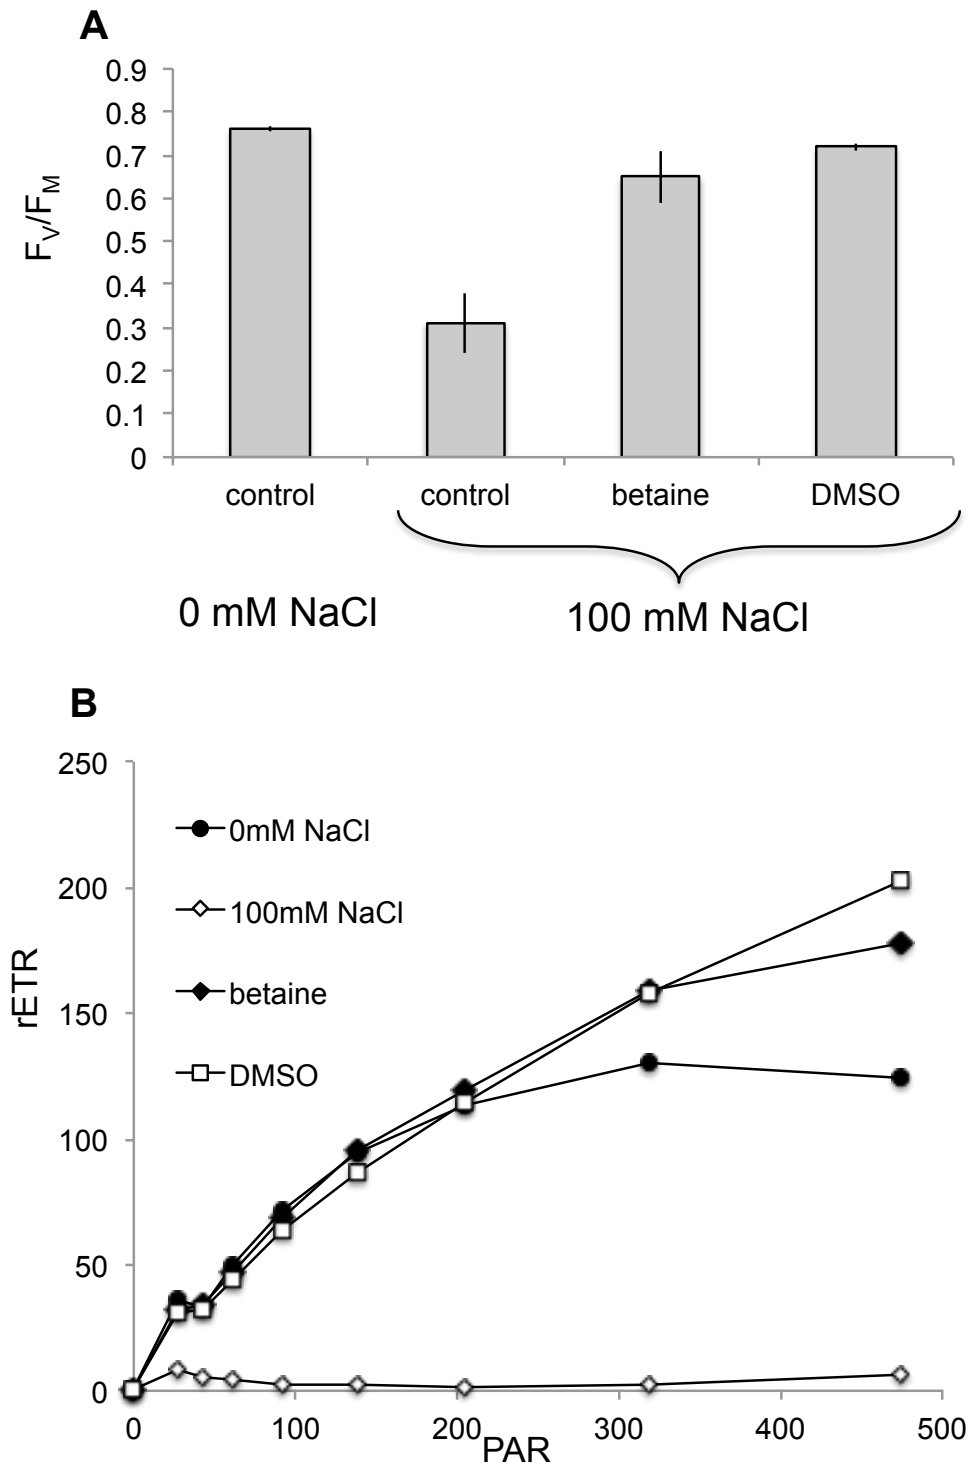 A
0.9
0.8
0.7
0.6
0.5
0.4
0.3
0.2
0.1
0
FV/FM
control control betaine DMSO
0 mM NaCl 100 mM NaCl
B
250
200
150
100
50
0
rETR
0mM NaCl
100mM NaCl
betaine
DMSO
0 100 200 300 400 500
PAR